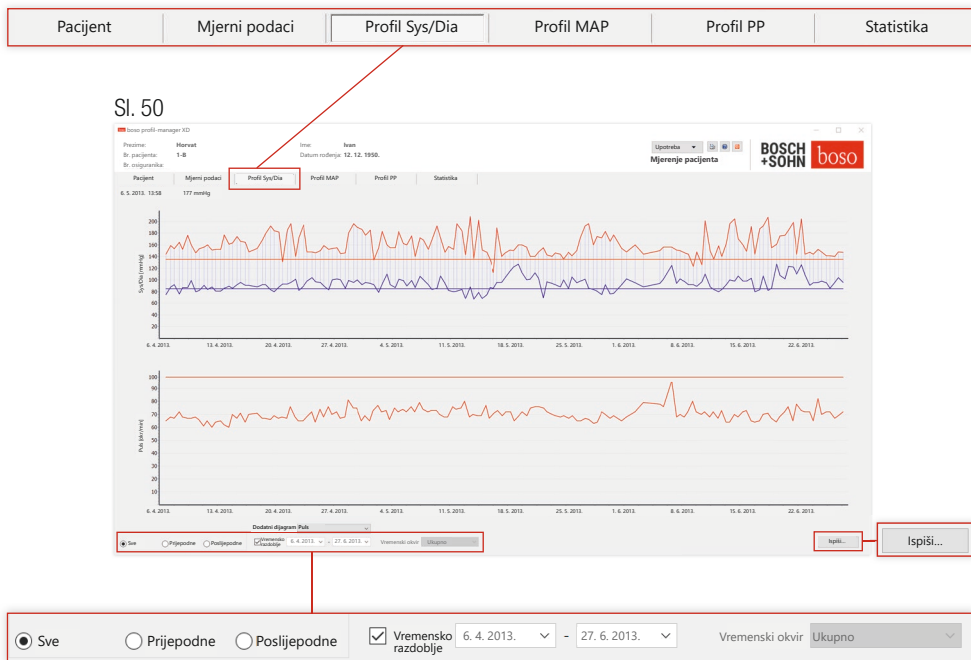 Pacijent Mjerni podaci Profil Sys/Dia Profil MAP Profil PP Statistika
Sl. 50
boso profil-manager XD
Prezime: Horvat Ime: Ivan Upotreba
Br. pacijenta: 1-B Datum rođenja: 12. 12. 1950. Mjerenje pacijenta
Br. osiguranika:
BOSCH
+SOHN
boso
Pacijent Mjerni podaci Profil Sys/Dia Profil MAP Profil PP Statistika
6. 5. 2013. 13:58 177 mmHg
Sys/Dia [mmHg]
200
180
160
140
120
100
80
60
40
20
6. 4. 2013. 13. 4. 2013. 20. 4. 2013. 27. 4. 2013. 4. 5. 2013. 11. 5. 2013. 18. 5. 2013. 25. 5. 2013. 1. 6. 2013. 8. 6. 2013. 15. 6. 2013. 22. 6. 2013.
Puls [okr/min]
100
90
80
70
60
50
40
30
20
10
6. 4. 2013. 13. 4. 2013. 20. 4. 2013. 27. 4. 2013. 4. 5. 2013. 11. 5. 2013. 18. 5. 2013. 25. 5. 2013. 1. 6. 2013. 8. 6. 2013. 15. 6. 2013. 22. 6. 2013.
Dodatni dijagram Puls
Sve Prijepodne Poslijepodne Vremensko razdoblje 6. 4. 2013. - 27. 6. 2013. Vremenski okvir Ukupno Ispiši...
Ispiši...
Sve Prijepodne Poslijepodne Vremensko 6. 4. 2013. - 27. 6. 2013. Vremenski okvir Ukupno
razdoblje